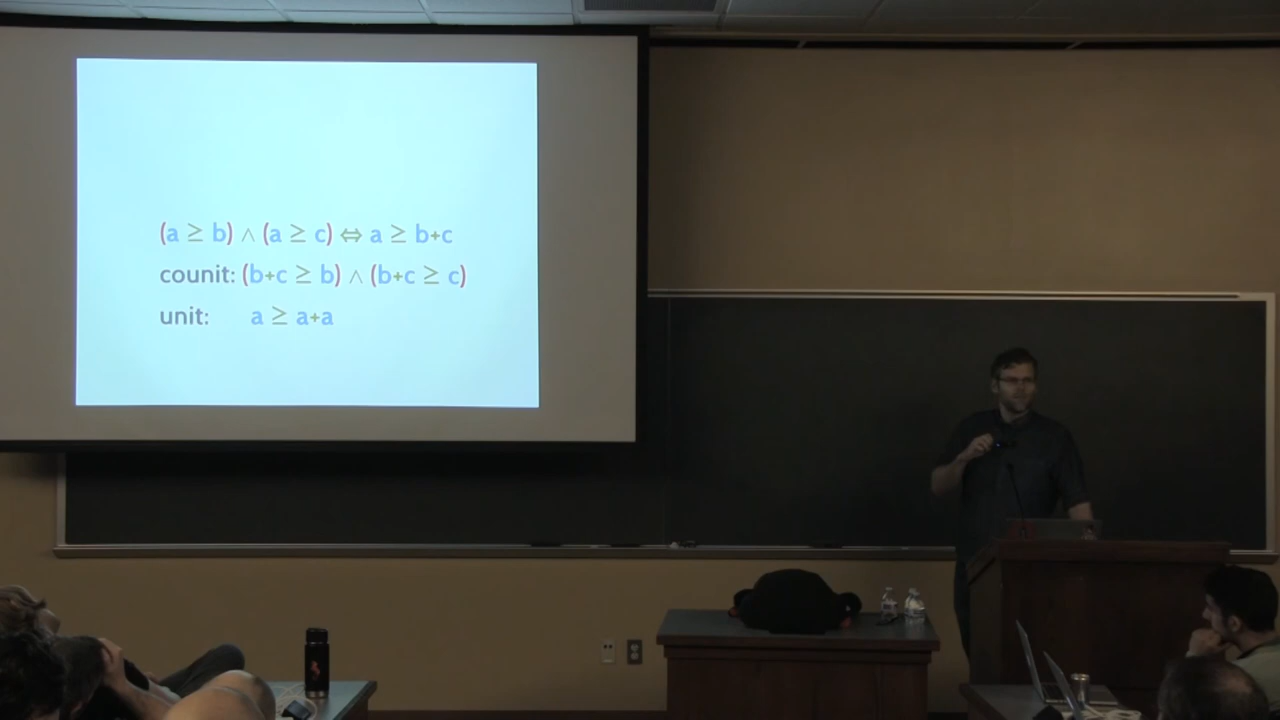 (a ≥ b) ∧ (a ≥ c) ⇔ a ≥ b+c
counit: (b+c ≥ b) ∧ (b+c ≥ c)
unit: a ≥ a+a